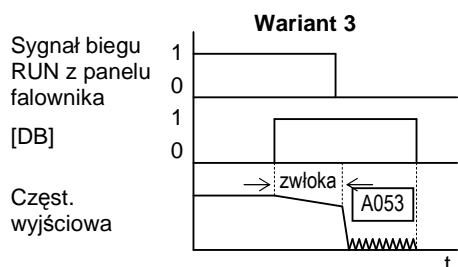 Wariant 3
Sygnał biegu
RUN z panelu
falownika
1
0
[DB]
1
0
zwłoka
A053
Częst.
wyjściowa
t